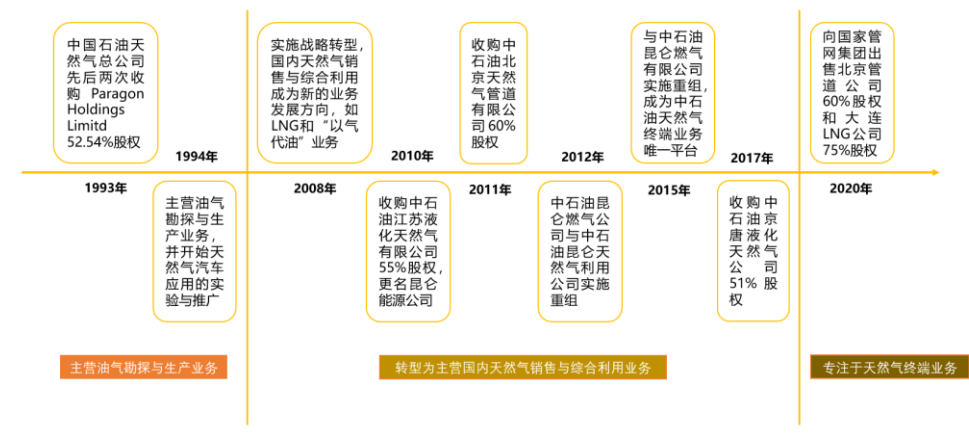 中国石油天
然气总公司
先后两次收
购 Paragon
Holdings
Limitd
52.54%股权
1993年
1994年
主营油气
勘探与生
产业务，
并开始天
然气汽车
应用的实
验与推广
实施战略转型，
国内天然气销
售与综合利用
成为新的业务
发展方向，如
LNG和“以气
代油”业务
2008年
2010年
收购中石
油江苏液
化天然气
有限公司
55%股权，
更名昆仑
能源公司
收购中
石油北
京天然
气管道
有限公
司60%
股权
2011年
2012年
中石油昆
仑燃气公
司与中石
油昆仑天
然气利用
公司实施
重组
与中石油
昆仑燃气
有限公司
实施重组，
成为中石
油天然气
终端业务
唯一平台
2015年
2017年
收购中
石油京
唐液化
天然气
公司
51%股
权
向国家管
网集团出
售北京管
道公司
60%股权
和大连
LNG公司
75%股权
2020年
主营油气勘探与生产业务
转型为主营国内天然气销售与综合利用业务
专注于天然气终端业务